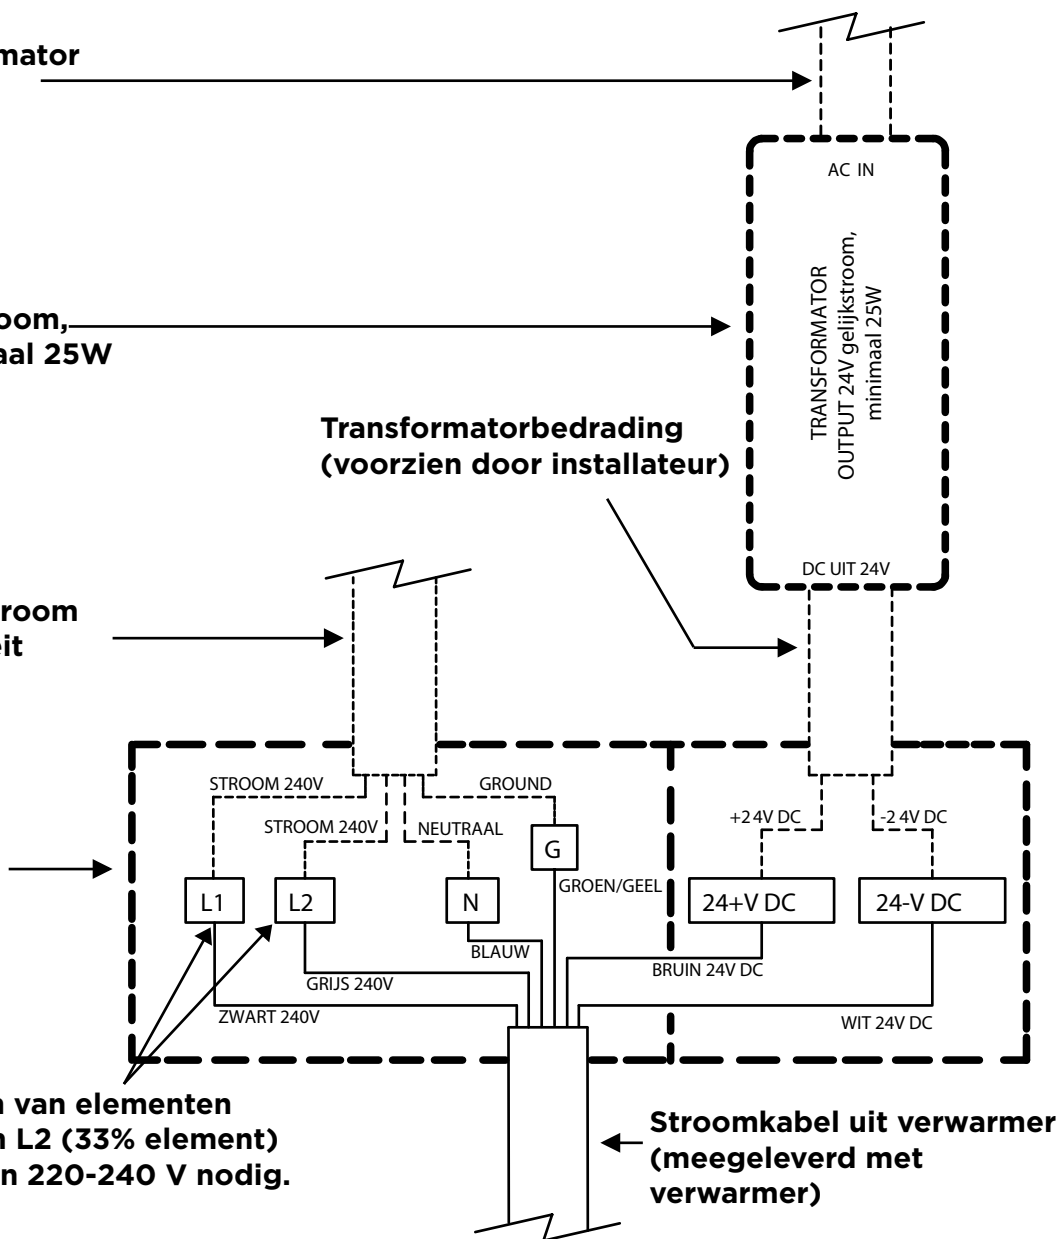 mator
AC IN
TRANSFORMATOR
OUTPUT 24V gelijkstroom,
minimaal 25W
oom,
aal 25W
Transformatorbedrading
(voorzien door installateur)
DC UIT 24V
room
eit
STROOM 240V
GROUND
STROOM 240V
NEUTRAAL
+24V DC
-24V DC
G
GROEN/GEEL
L1
L2
N
24+V DC
24-V DC
BLAUW
BRUIN 24V DC
GRIJS 240V
ZWART 240V
WIT 24V DC
n van elementen
n L2 (33% element)
n 220-240 V nodig.
Stroomkabel uit verwarmer
(meegeleverd met
verwarmer)